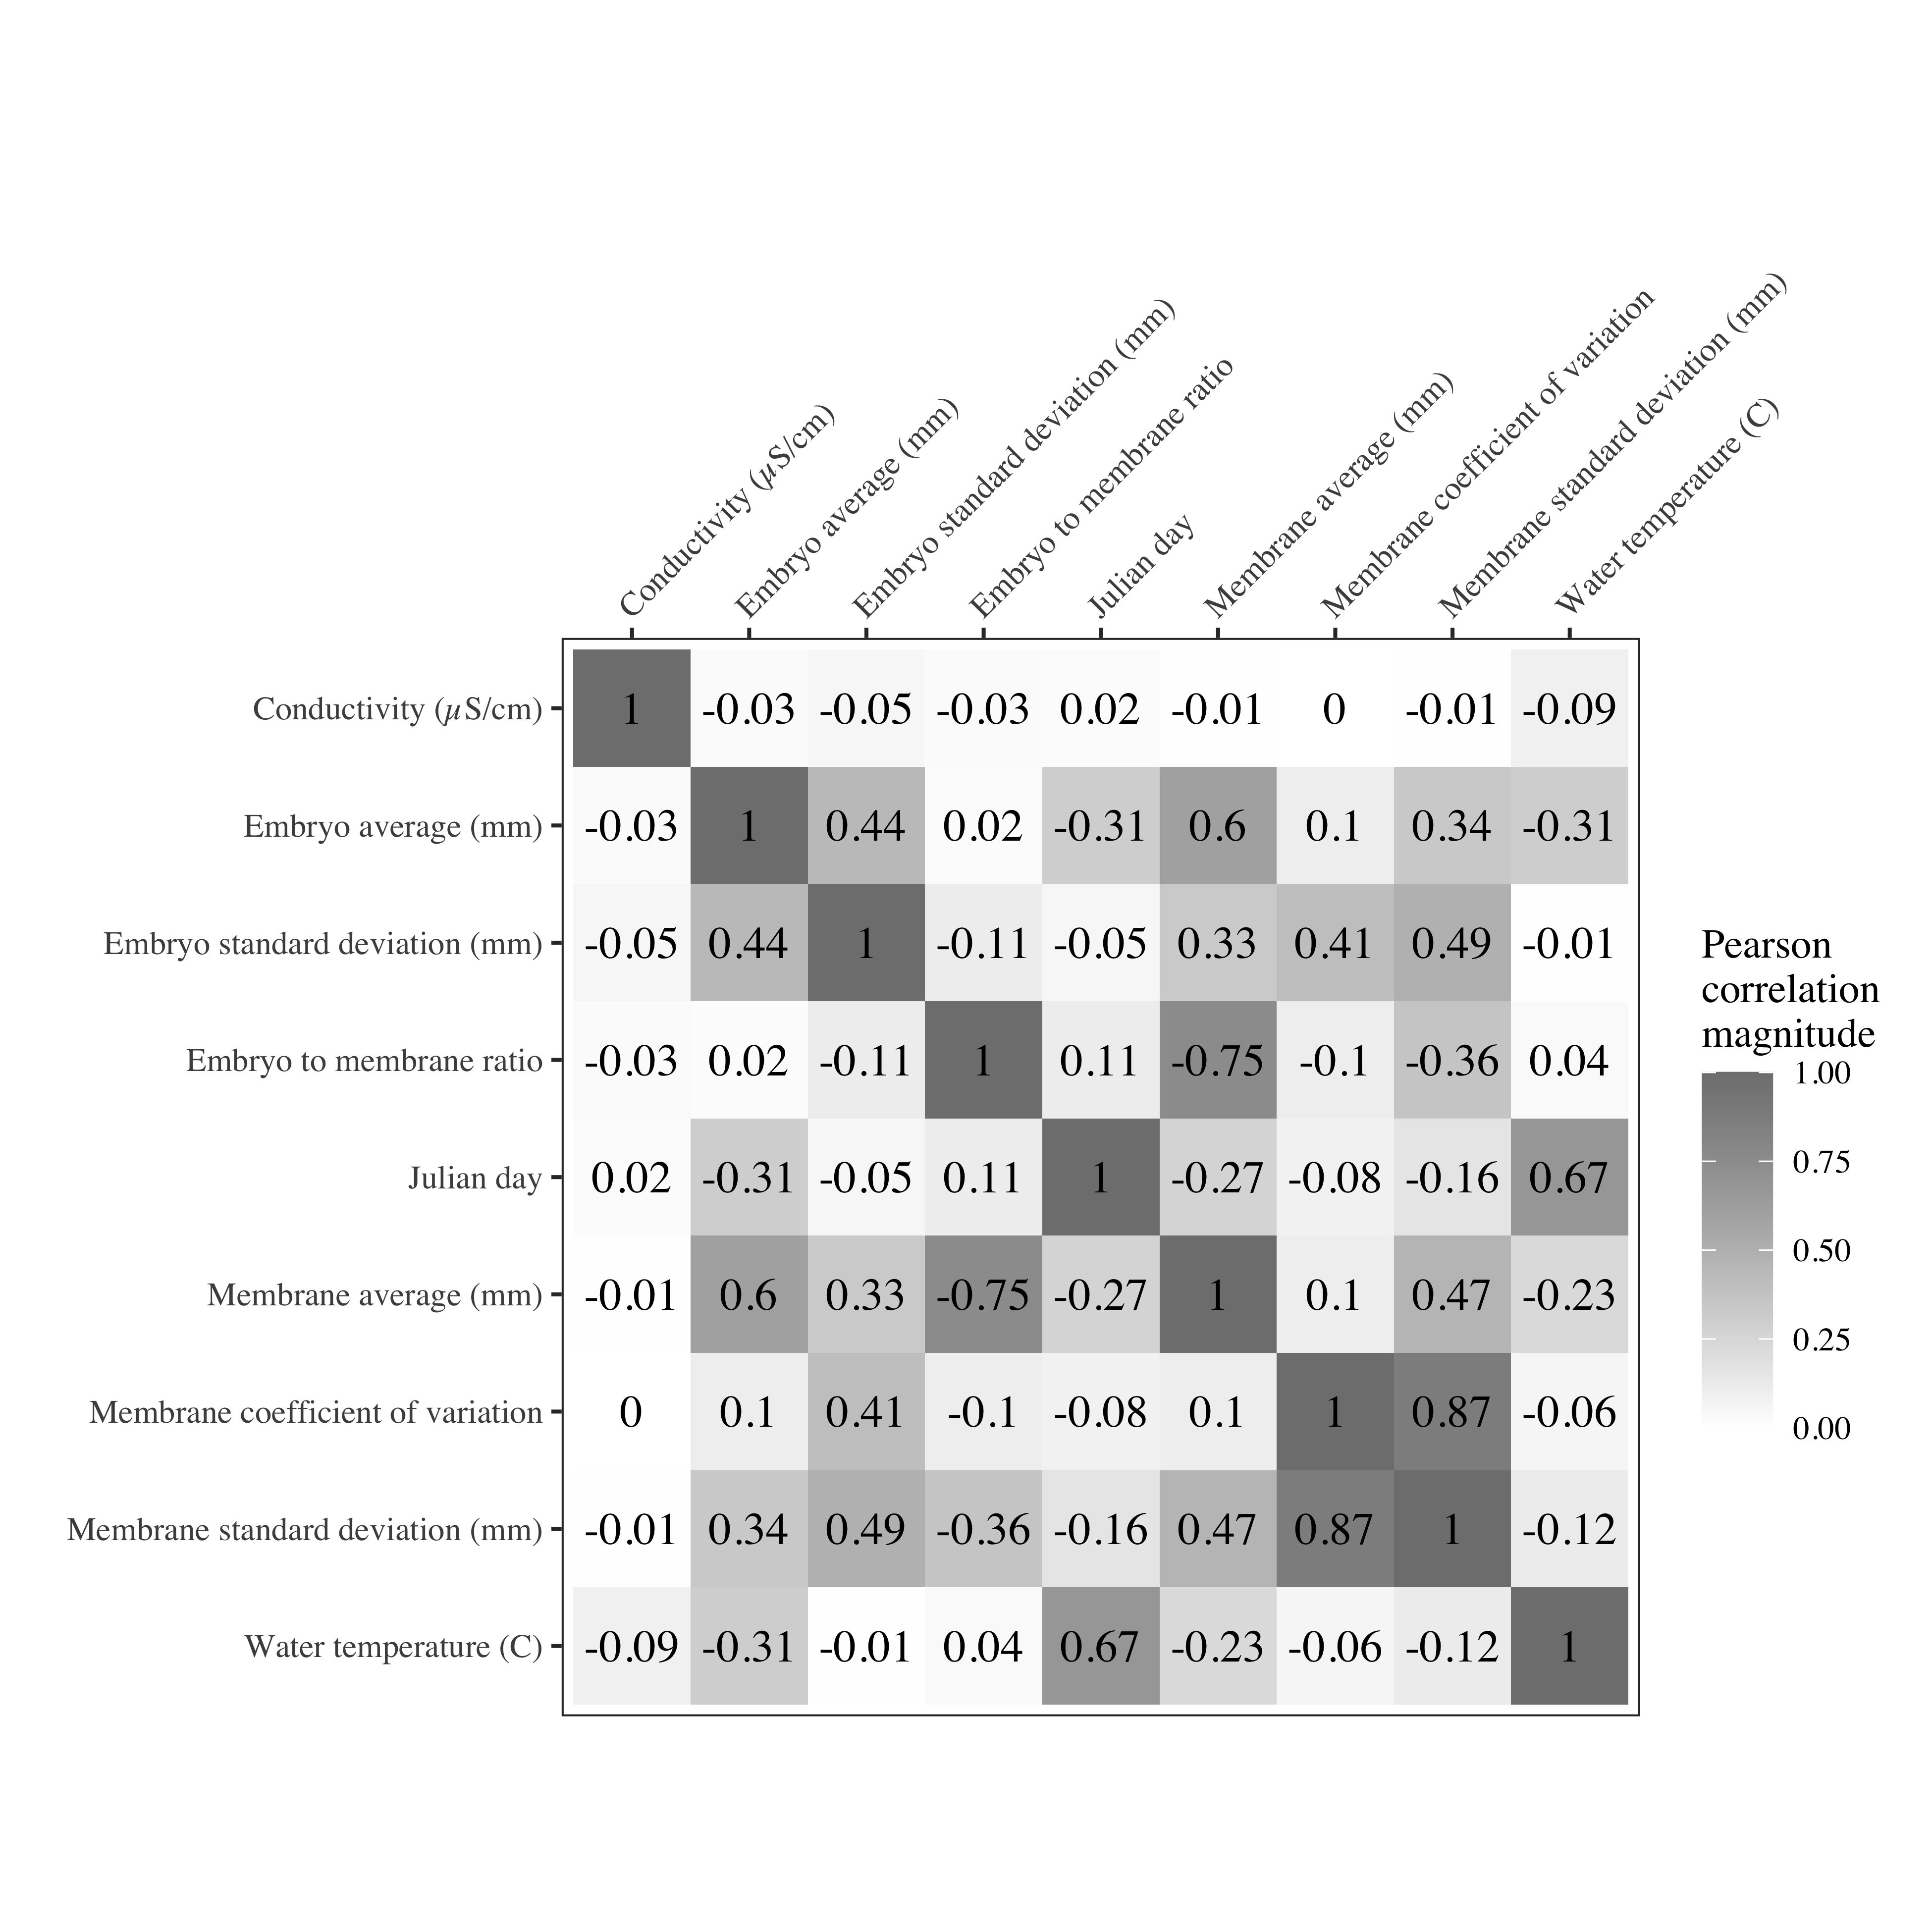 Conductivity (µS/cm)
Embryo average (mm)
Embryo standard deviation (mm)
Embryo to membrane ratio
Julian day
Membrane average (mm)
Membrane coefficient of variation
Membrane standard deviation (mm)
Water temperature (C)
Conductivity (µS/cm) 1 -0.03 -0.05 -0.03 0.02 -0.01 0 -0.01 -0.09
Embryo average (mm) -0.03 1 0.44 0.02 -0.31 0.6 0.1 0.34 -0.31
Embryo standard deviation (mm) -0.05 0.44 1 -0.11 -0.05 0.33 0.41 0.49 -0.01
Embryo to membrane ratio -0.03 0.02 -0.11 1 0.11 -0.75 -0.1 -0.36 0.04
Julian day 0.02 -0.31 -0.05 0.11 1 -0.27 -0.08 -0.16 0.67
Membrane average (mm) -0.01 0.6 0.33 -0.75 -0.27 1 0.1 0.47 -0.23
Membrane coefficient of variation 0 0.1 0.41 -0.1 -0.08 0.1 1 0.87 -0.06
Membrane standard deviation (mm) -0.01 0.34 0.49 -0.36 -0.16 0.47 0.87 1 -0.12
Water temperature (C) -0.09 -0.31 -0.01 0.04 0.67 -0.23 -0.06 -0.12 1
Pearson
correlation
magnitude
1.00
0.75
0.50
0.25
0.00